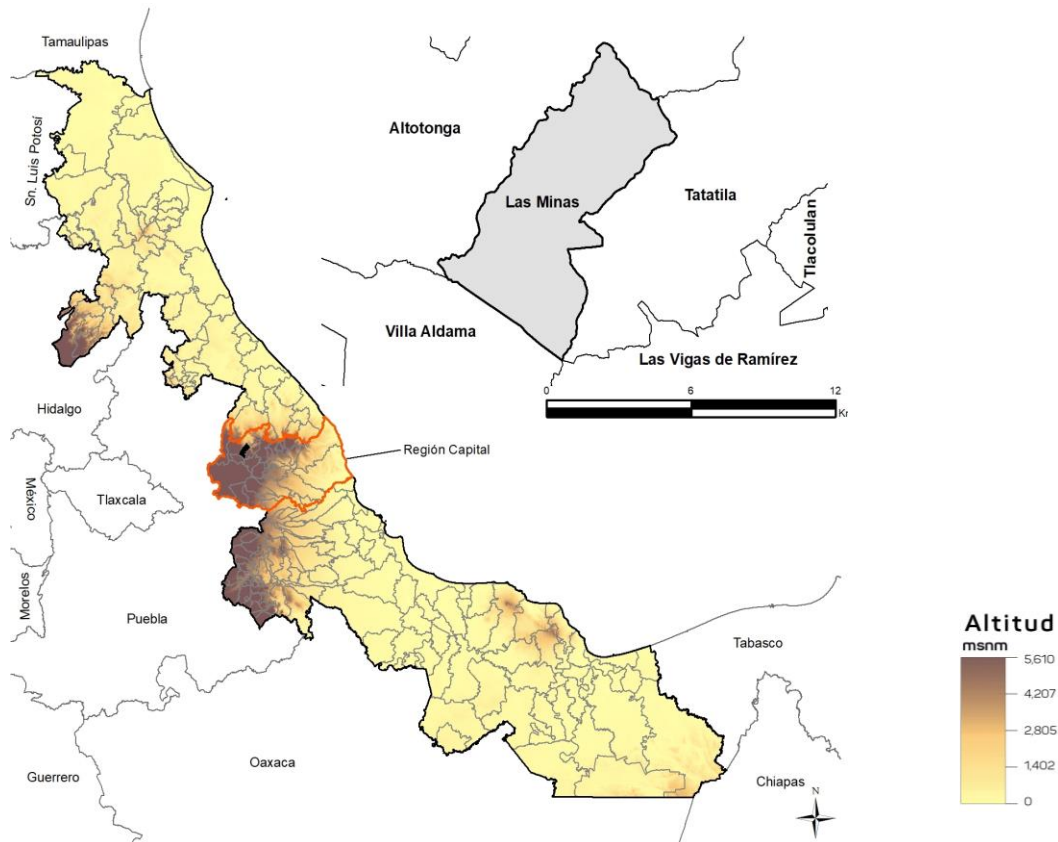 Tamaulipas
Sn. Luis Potosí
Altotonga
Las Minas
Tatatila
Tlacolulan
Villa Aldama
Las Vigas de Ramírez
0 6 12
Km
Hidalgo
Región Capital
México
Tlaxcala
Morelos
Puebla
Tabasco
Guerrero
Oaxaca
Chiapas
N
Altitud
msnm
5,610
4,207
2,805
1402
0